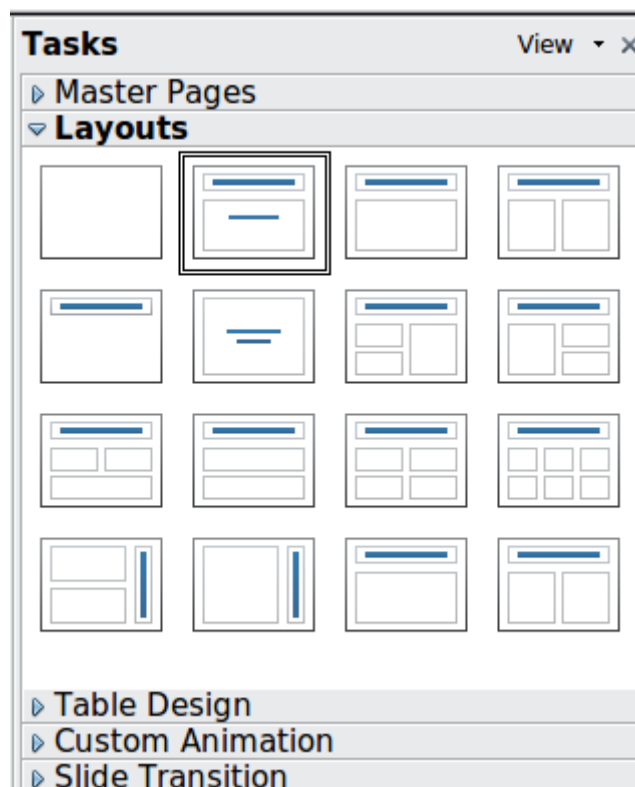 Tasks View
Master Pages
Layouts
Table Design
Custom Animation
Slide Transition